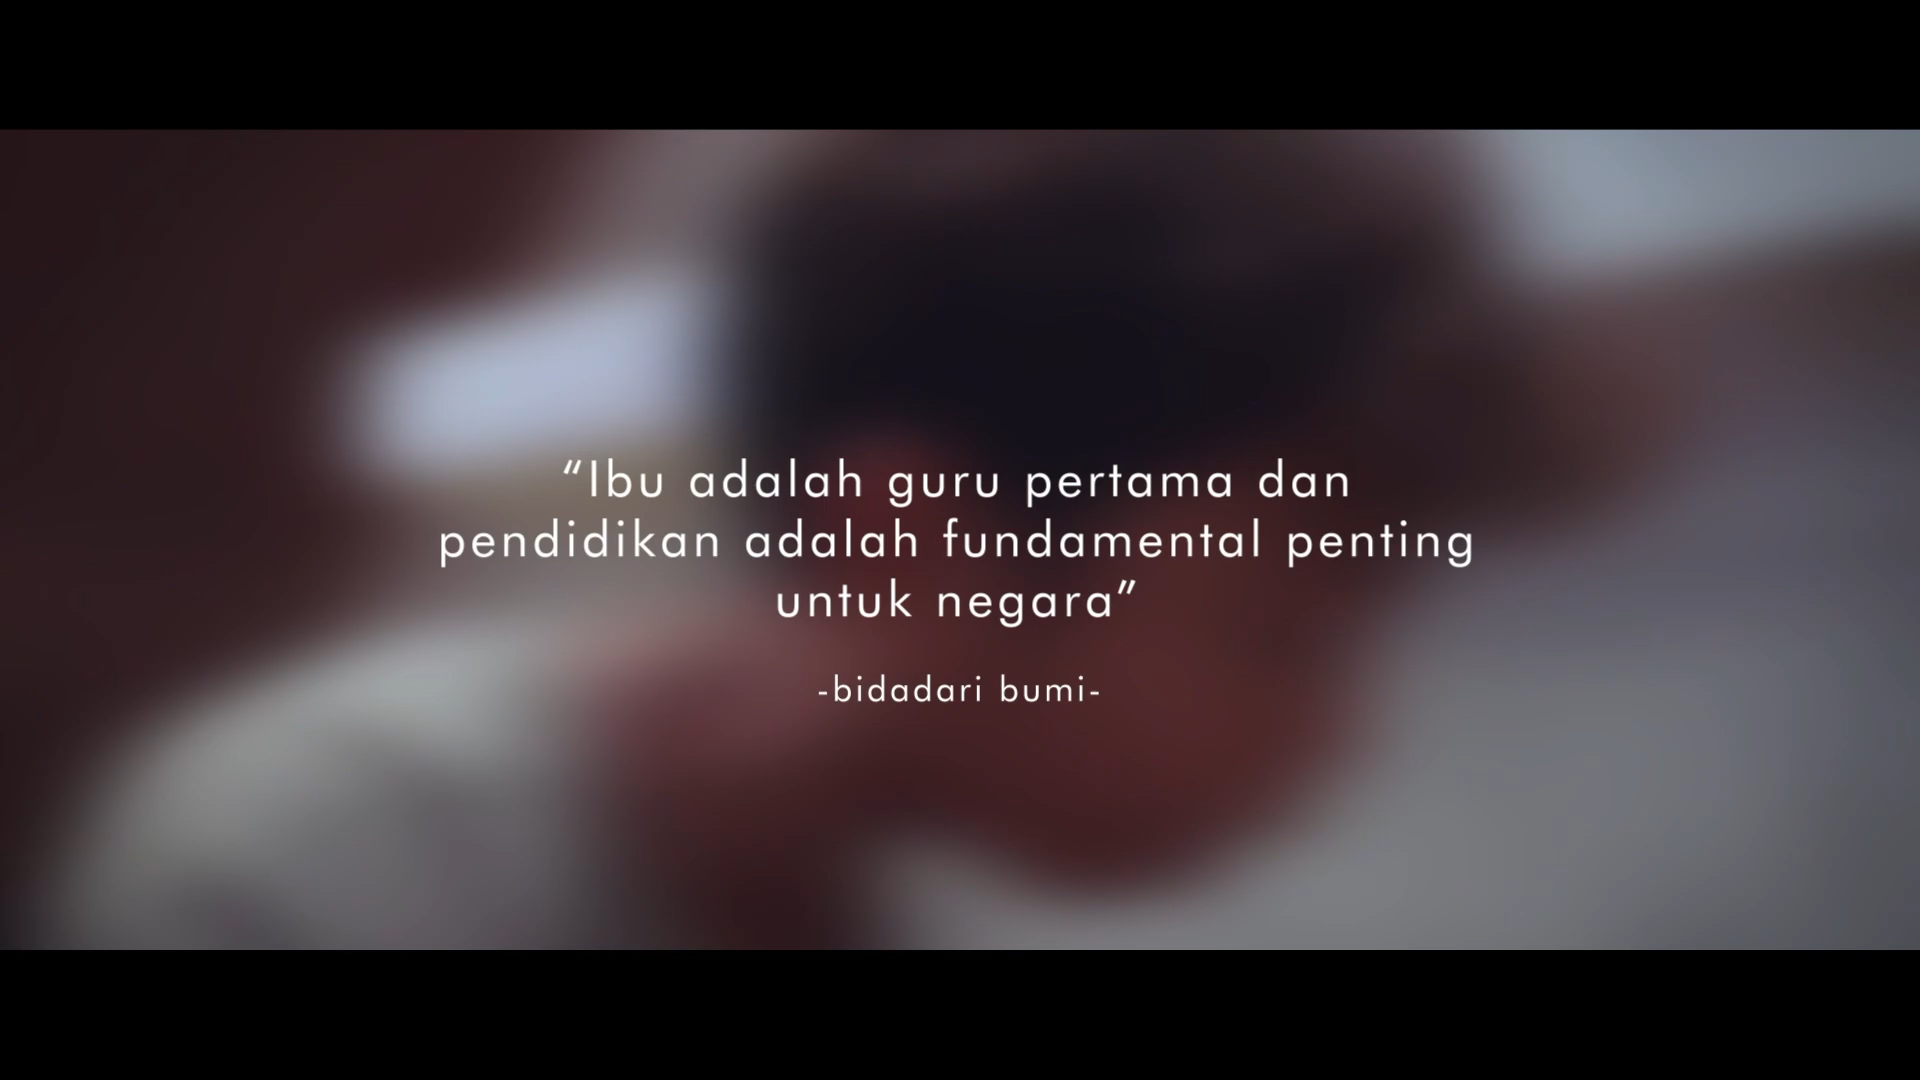 “Ibu adalah guru pertama dan
pendidikan adalah fundamental penting
untuk negara”
-bidadari bumi-